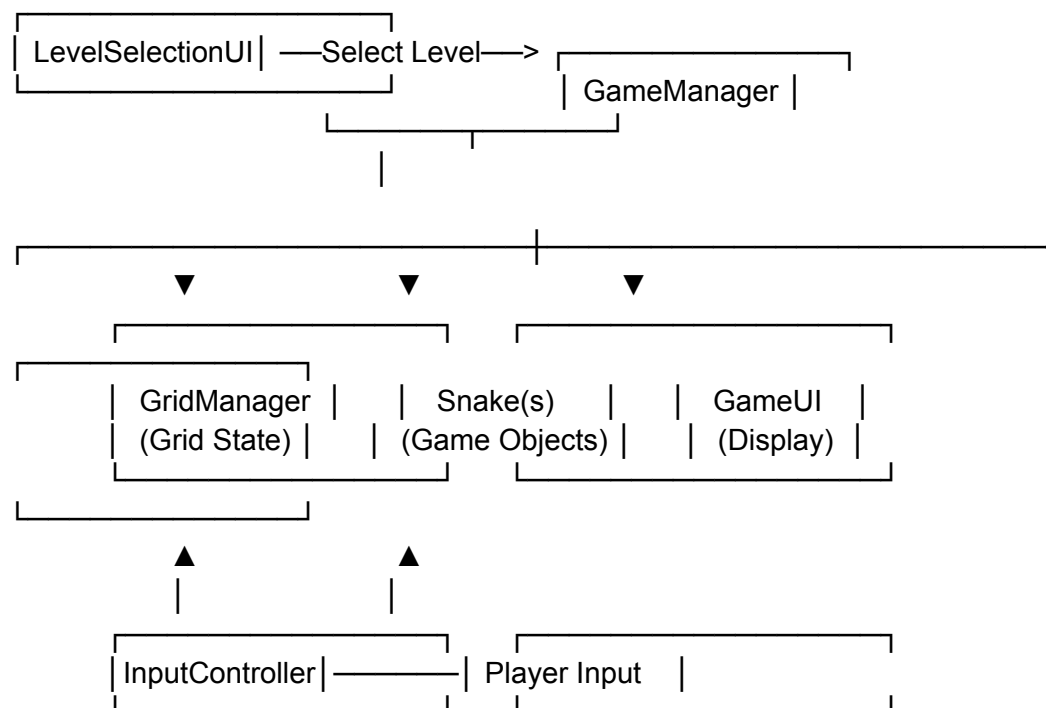 LevelSelectionUI ──Select Level──>
GameManager
GridManager Snake(s) GameUI
(Grid State) (Game Objects) (Display)
InputController Player Input